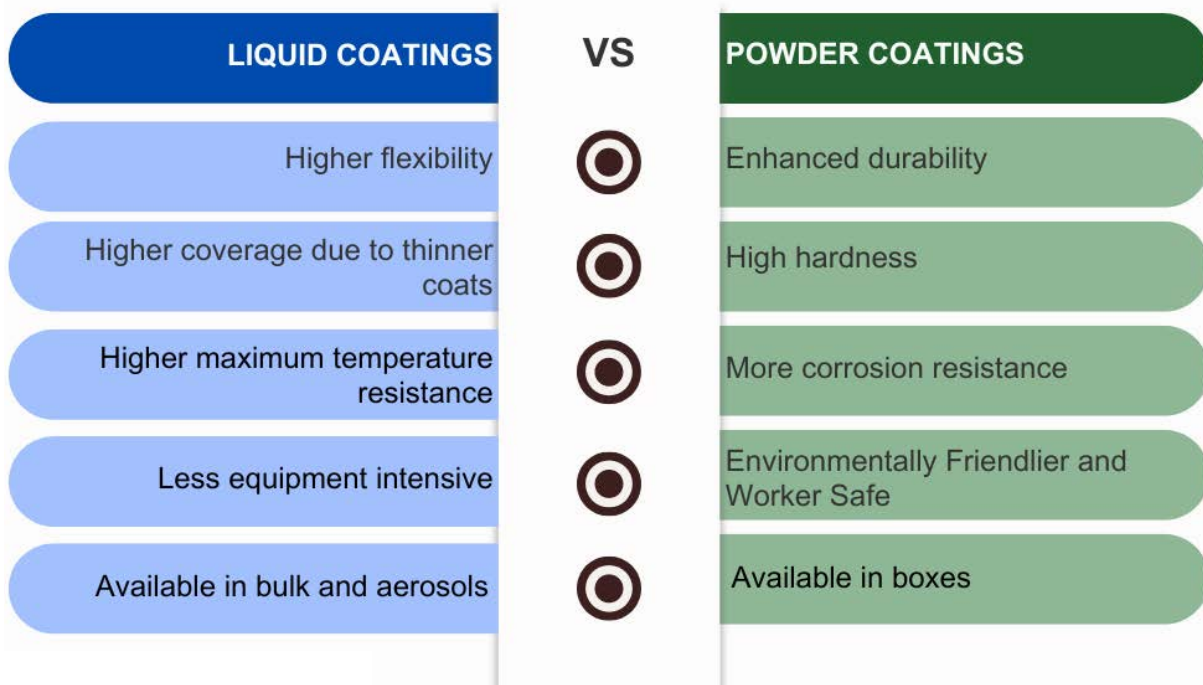 LIQUID COATINGS
VS
POWDER COATINGS
Higher flexibility
Enhanced durability
Higher coverage due to thinner
coats
High hardness
Higher maximum temperature
resistance
More corrosion resistance
Less equipment intensive
Environmentally Friendlier and
Worker Safe
Available in bulk and aerosols
Available in boxes